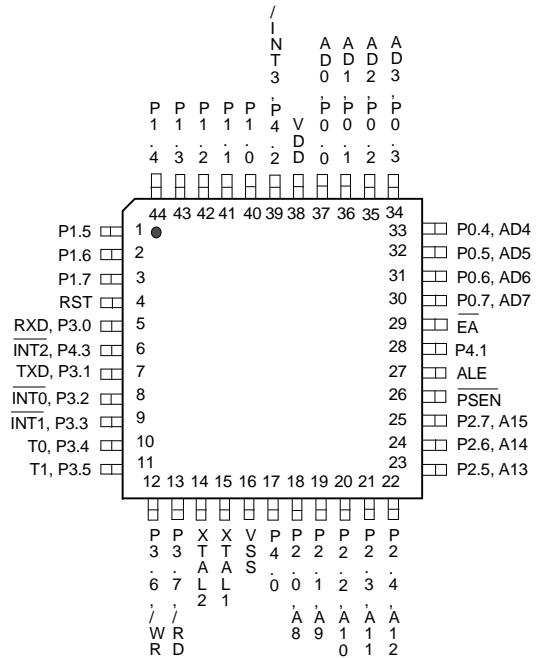 /INT3,P4.2
AD0,P0.0
AD1,P0.1
AD2,P0.2
AD3,P0.3
P1.4
P1.3
P1.2
P1.1
P1.0
VDD
44 43 42 41 40 39 38 37 36 35 34
P1.5 1 33 P0.4, AD4
P1.6 2 32 P0.5, AD5
P1.7 3 31 P0.6, AD6
RST 4 30 P0.7, AD7
RXD, P3.0 5 29 EA
INT2, P4.3 6 28 P4.1
TXD, P3.1 7 27 ALE
INT0, P3.2 8 26 PSEN
INT1, P3.3 9 25 P2.7, A15
T0, P3.4 10 24 P2.6, A14
T1, P3.5 11 23 P2.5, A13
12 13 14 15 16 17 18 19 20 21 22
P3.6,/WR
P3.7,/RD
XTAL2
XTAL1
VSS
P4.0
P2.0,A8
P2.1,A9
P2.2,A10
P2.3,A11
P2.4,A12